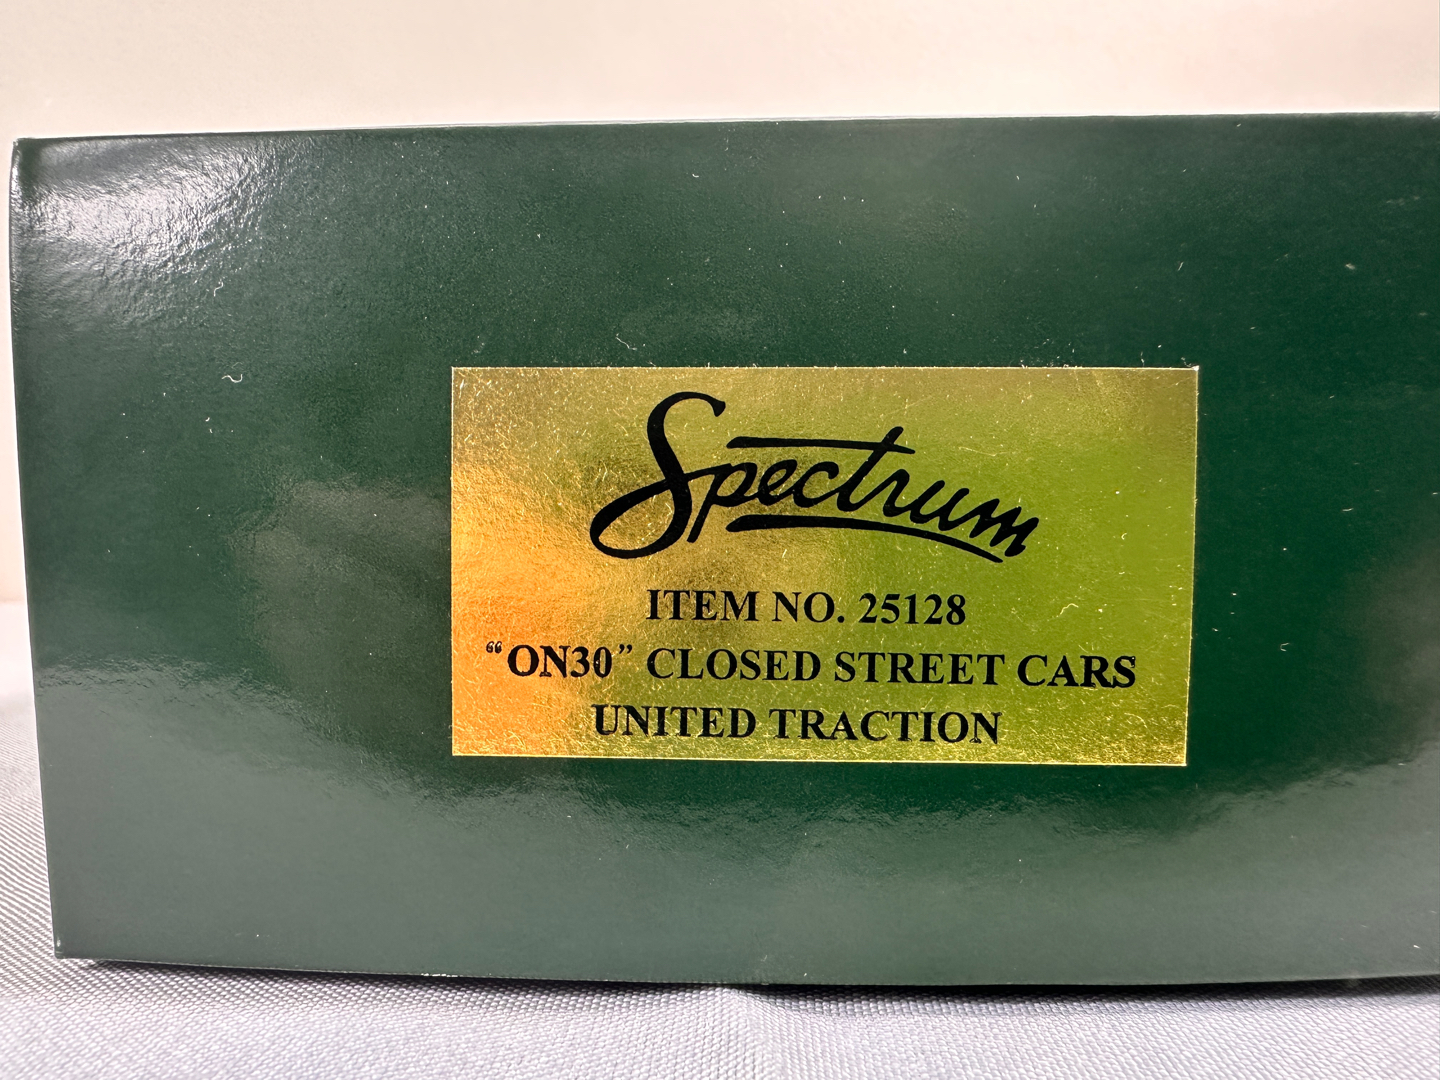 Spectrum
ITEM NO. 25128
“ON30” CLOSED STREET CARS
UNITED TRACTION